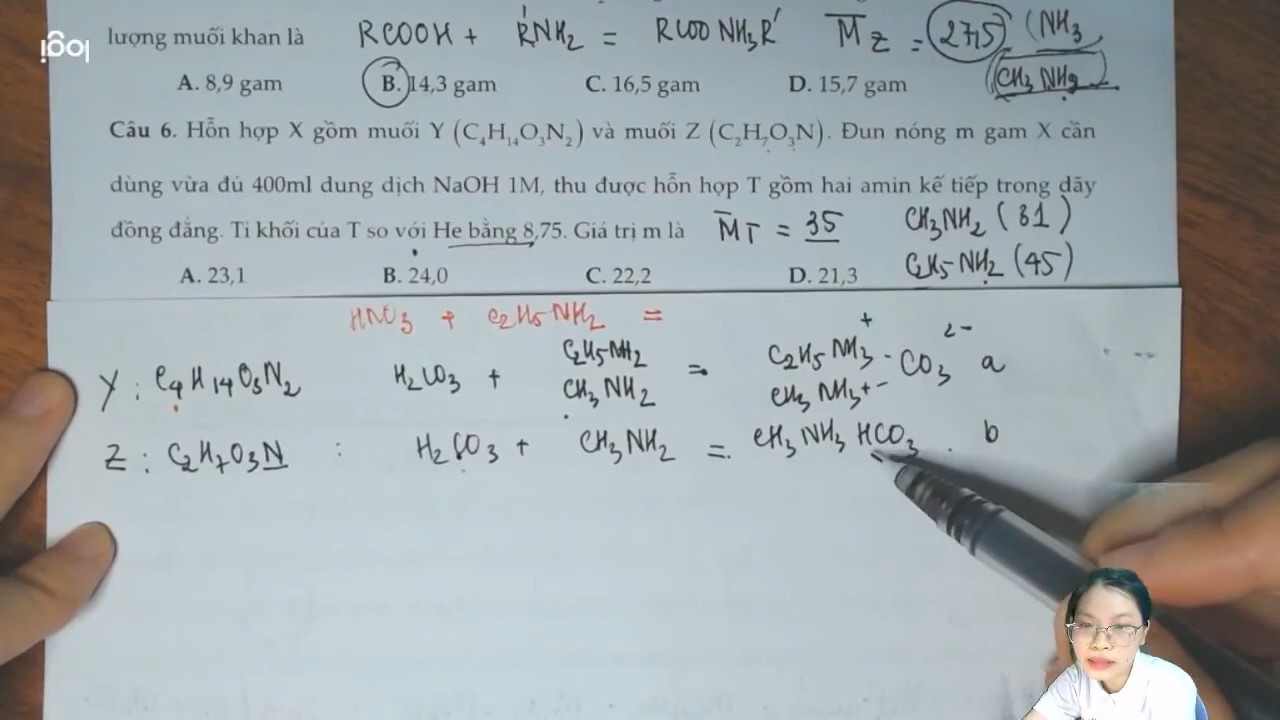 lượng muối khan là RCOOH + R'NH2 = RCOONH3R' M̄Z = 27,5 (NH3
A. 8,9 gam B. 14,3 gam C. 16,5 gam D. 15,7 gam CH3NH2
Câu 6. Hỗn hợp X gồm muối Y (C4H14O3N2) và muối Z (C2H7O3N). Đun nóng m gam X cần
dùng vừa đủ 400ml dung dịch NaOH 1M, thu được hỗn hợp T gồm hai amin kế tiếp trong dãy
đồng đẳng. Tỉ khối của T so với He bằng 8,75. Giá trị m là M̄T = 35 CH3NH2 (31)
A. 23,1 B. 24,0 C. 22,2 D. 21,3 C2H5-NH2 (45)
HNO3 + C2H5NH2 =
Y : C4H14O3N2 H2CO3 + C2H5NH2 CH3NH2 = C2H5NH3+ CH3NH3+ - CO3 2- a
Z : C2H7O3N : H2CO3 + CH3NH2 = CH3NH3HCO3 . b
logi